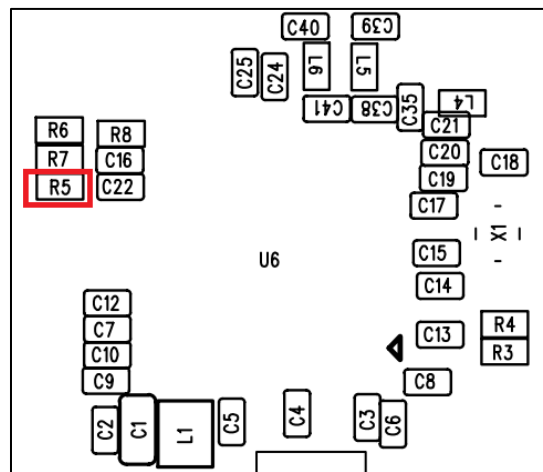 C40 C39
C25 C24 L6 L5
C41 C38 C35 L4
C21
R6 R8
C20
R7 C16 C18
C19
R5 C22
C17
X1
C15
U6
C14
C12
R4
C7 C13
R3
C10
C9 C8
C2 C1 L1 C5 C4 C3 C6